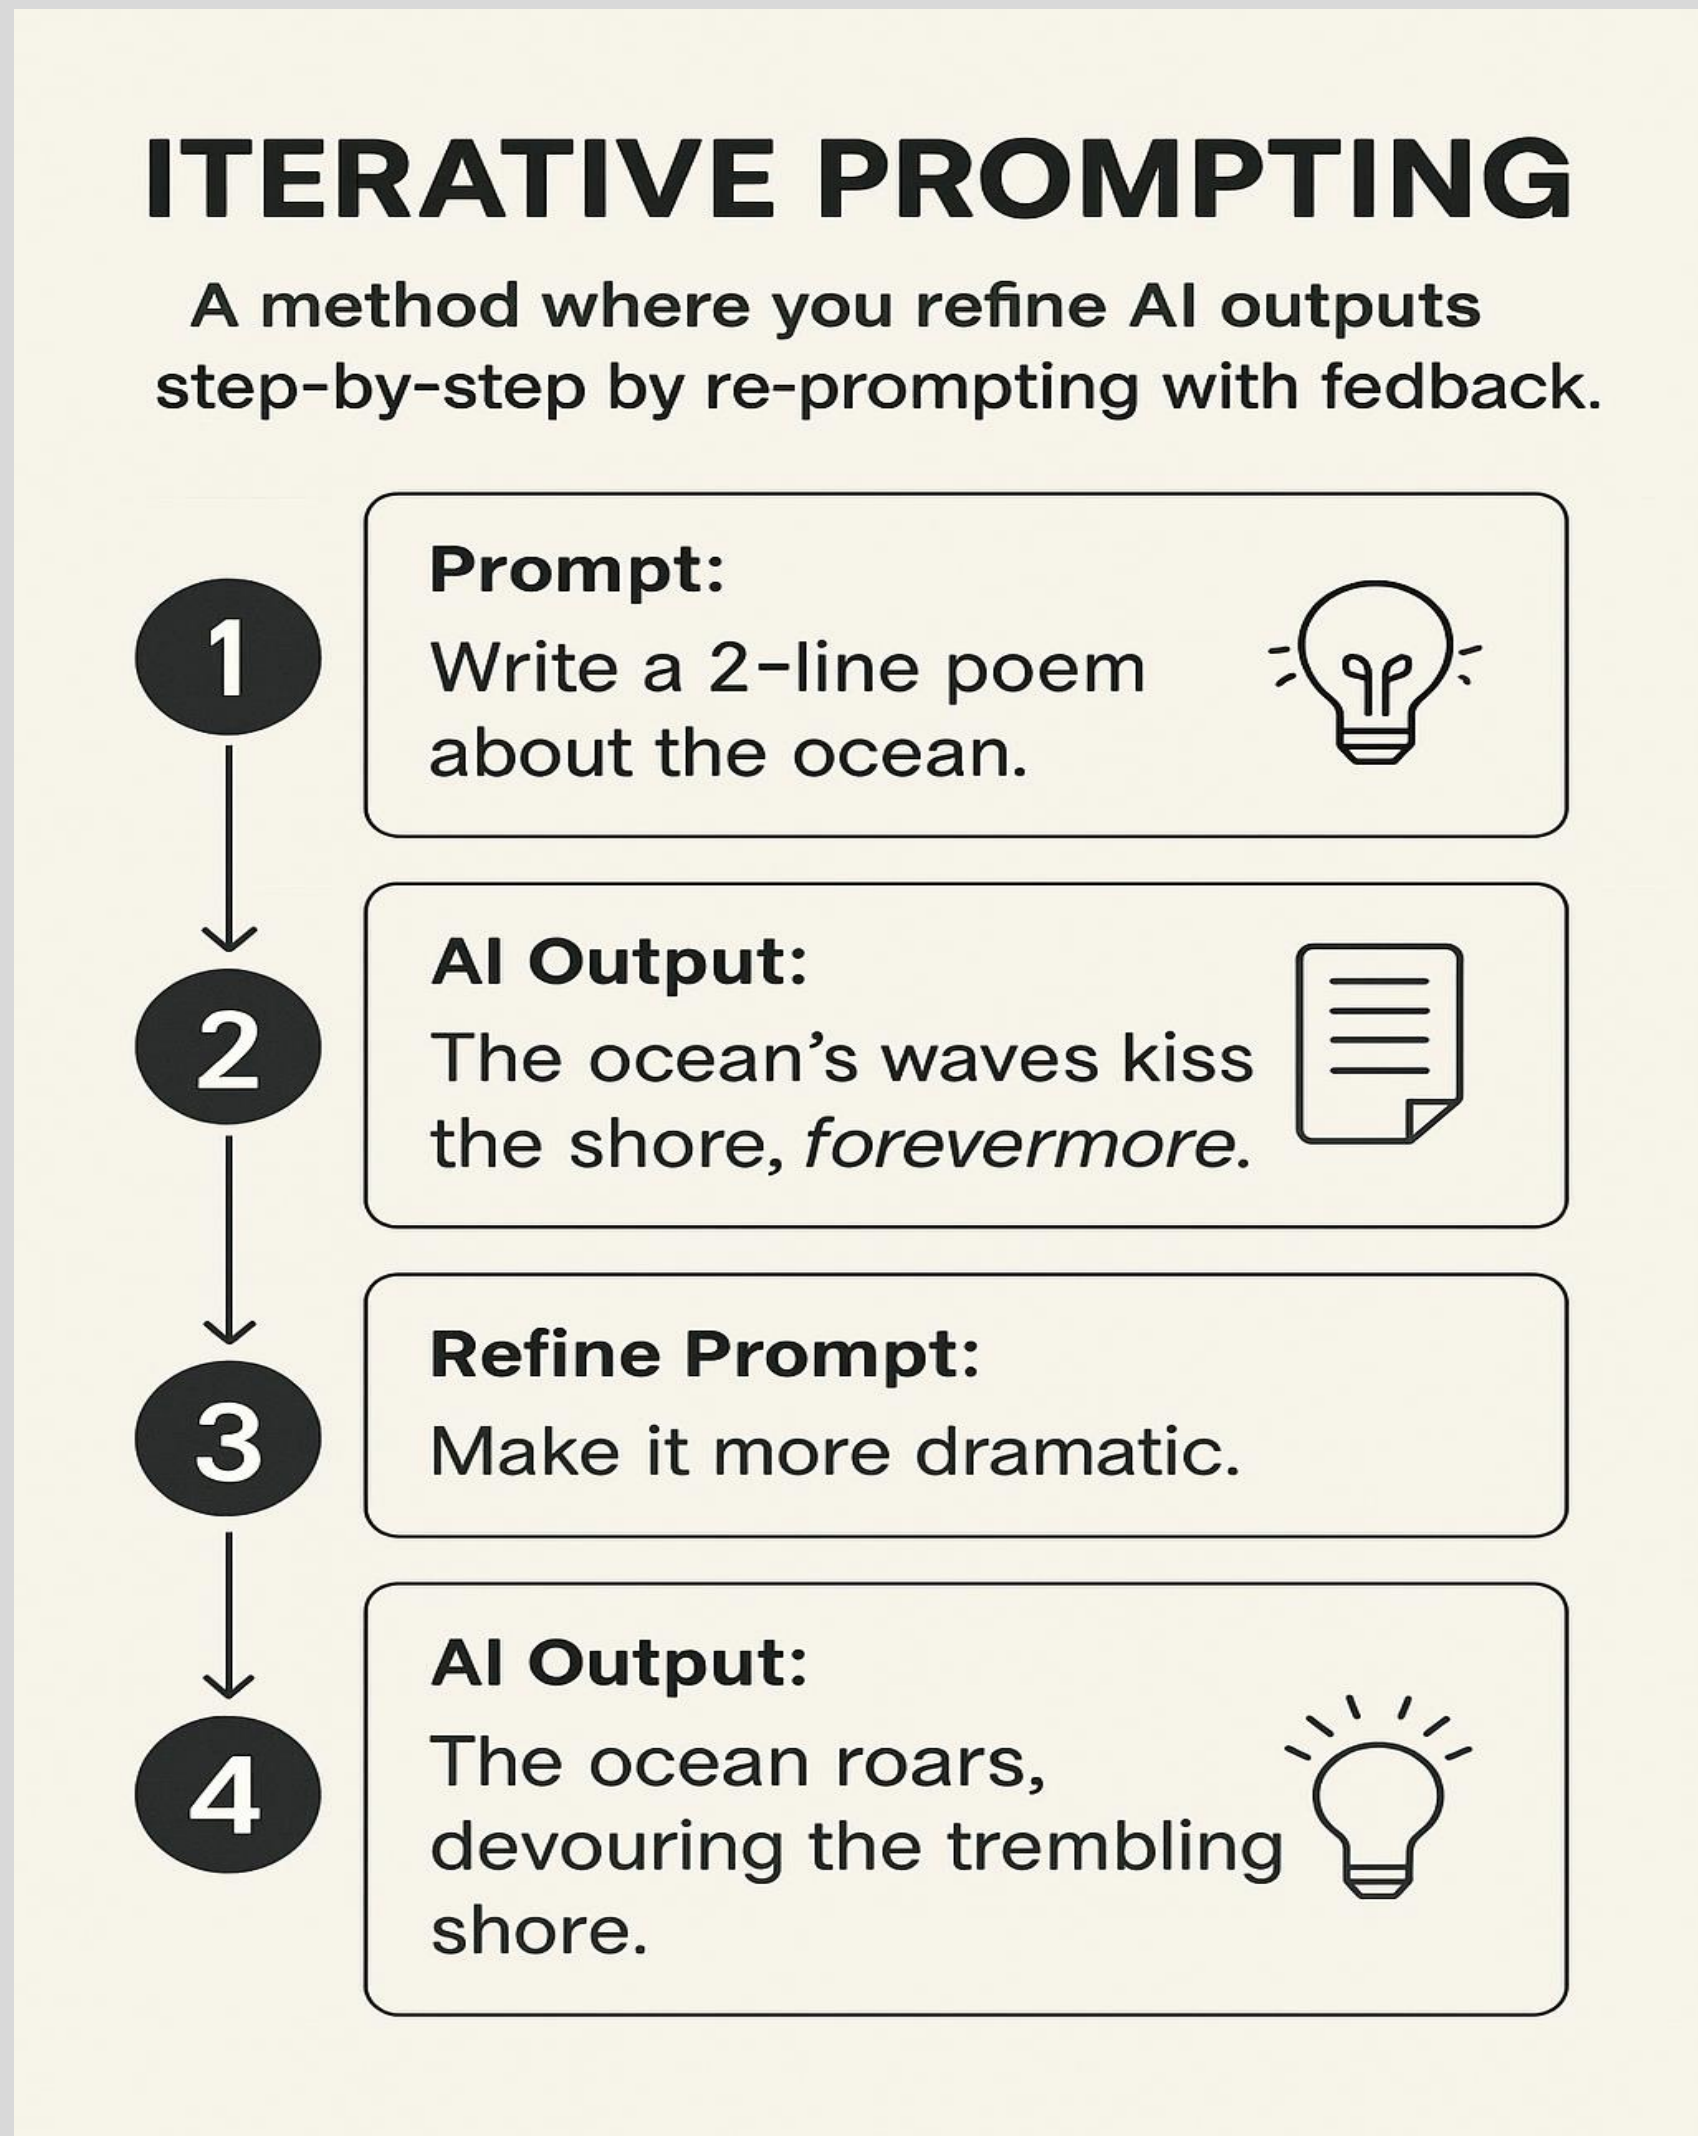 ITERATIVE PROMPTING
A method where you refine AI outputs
step-by-step by re-prompting with fedback.
1
Prompt:
Write a 2-line poem
about the ocean.
2
AI Output:
The ocean's waves kiss
the shore, forevermore.
3
Refine Prompt:
Make it more dramatic.
4
AI Output:
The ocean roars,
devouring the trembling
shore.